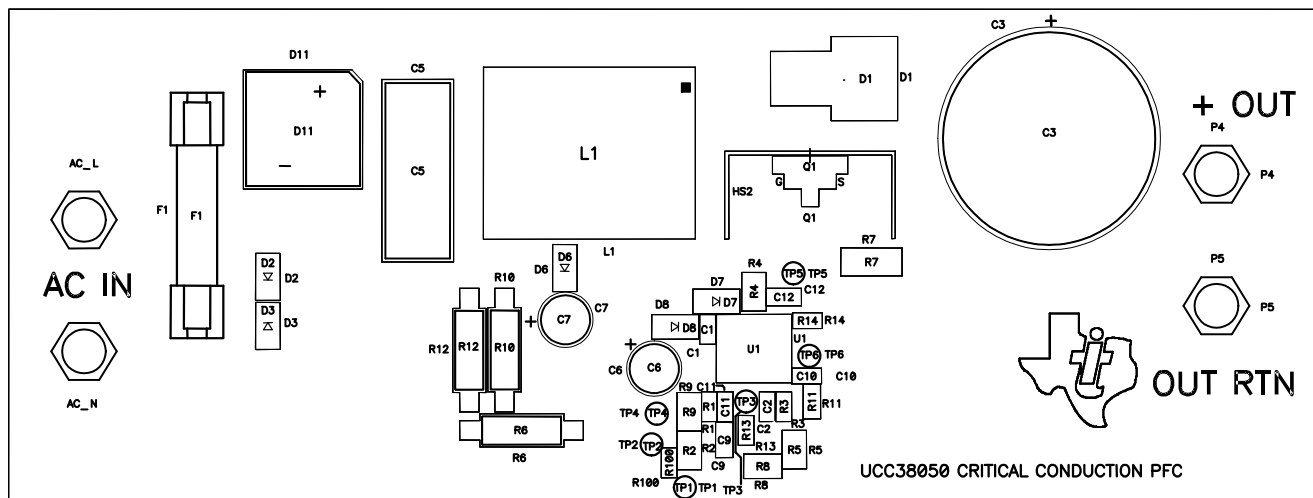 C3 +
D11
C5
D1 D1
+
D11
-
C5
L1
C3
+ OUT
P4
P4
AC_L
F1 F1
HS2
Q1
G S
Q1
R7
R7
L1
D6
D6
D2
D2
AC IN
D3
D3
R10
+ C7 C7
D7
D7
R4
R4
TP5 TP5
C12
C12
P5
P5
D8
D8
C1
C1
R14 R14
U1
U1
R12 R12
R10
+
C6 C6
TP6 TP6
C10 C10
AC_N
OUT RTN
R9
R9
C11
C11
R1
R1
TP3
C2
C2
R3
R3
R11
R11
TP4 TP4
R6
R6
TP2 TP2
R2 R2
C9
C9
R13
R13
R5 R5
R100
R100
R8
R8
TP1 TP1
TP3
UCC38050 CRITICAL CONDUCTION PFC